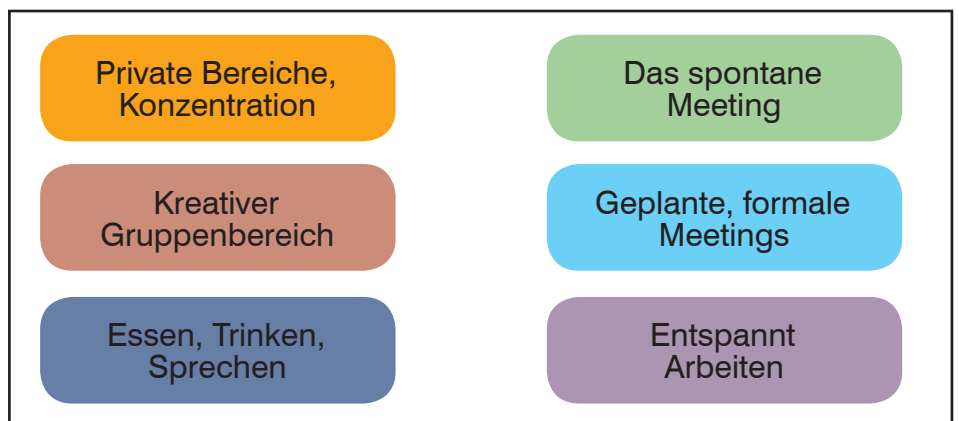 Private Bereiche,
Konzentration
Das spontane
Meeting
Kreativer
Gruppenbereich
Geplante, formale
Meetings
Essen, Trinken,
Sprechen
Entspannt
Arbeiten